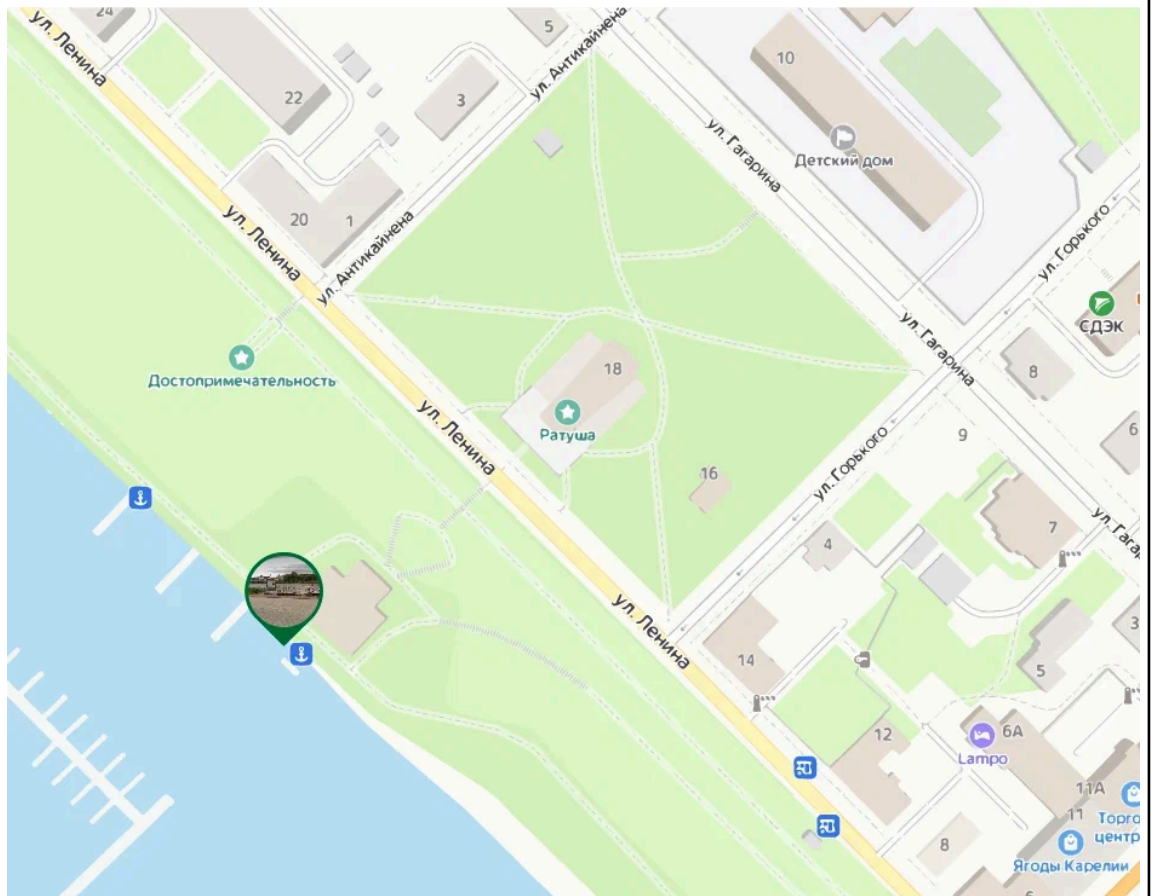 24
ул. Ленина
22
5
ул. Антикайнена
3
10
Детский дом
ул. Гагарина
ул. Горького
20
1
ул. Ленина
ул. Антикайнена
СДЭК
ул. Гагарина
8
Достопримечательность
18
Ратуша
ул. Ленина
ул. Горького
9
6
16
7
4
ул. Гага
14
ул. Ленина
3
5
12
6А
Lampo
11А
11
Торго
центр
8
Ягоды Карелии
6